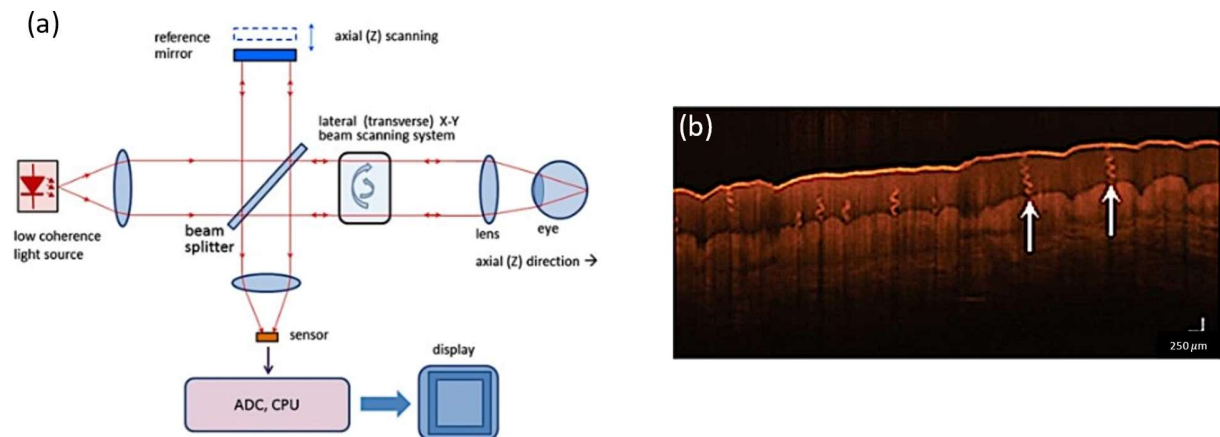 (a)
reference
mirror
axial (Z) scanning
lateral (transverse) X-Y
beam scanning system
low coherence
light source
beam
splitter
lens
eye
axial (Z) direction →
sensor
display
ADC, CPU
(b)
250 μm